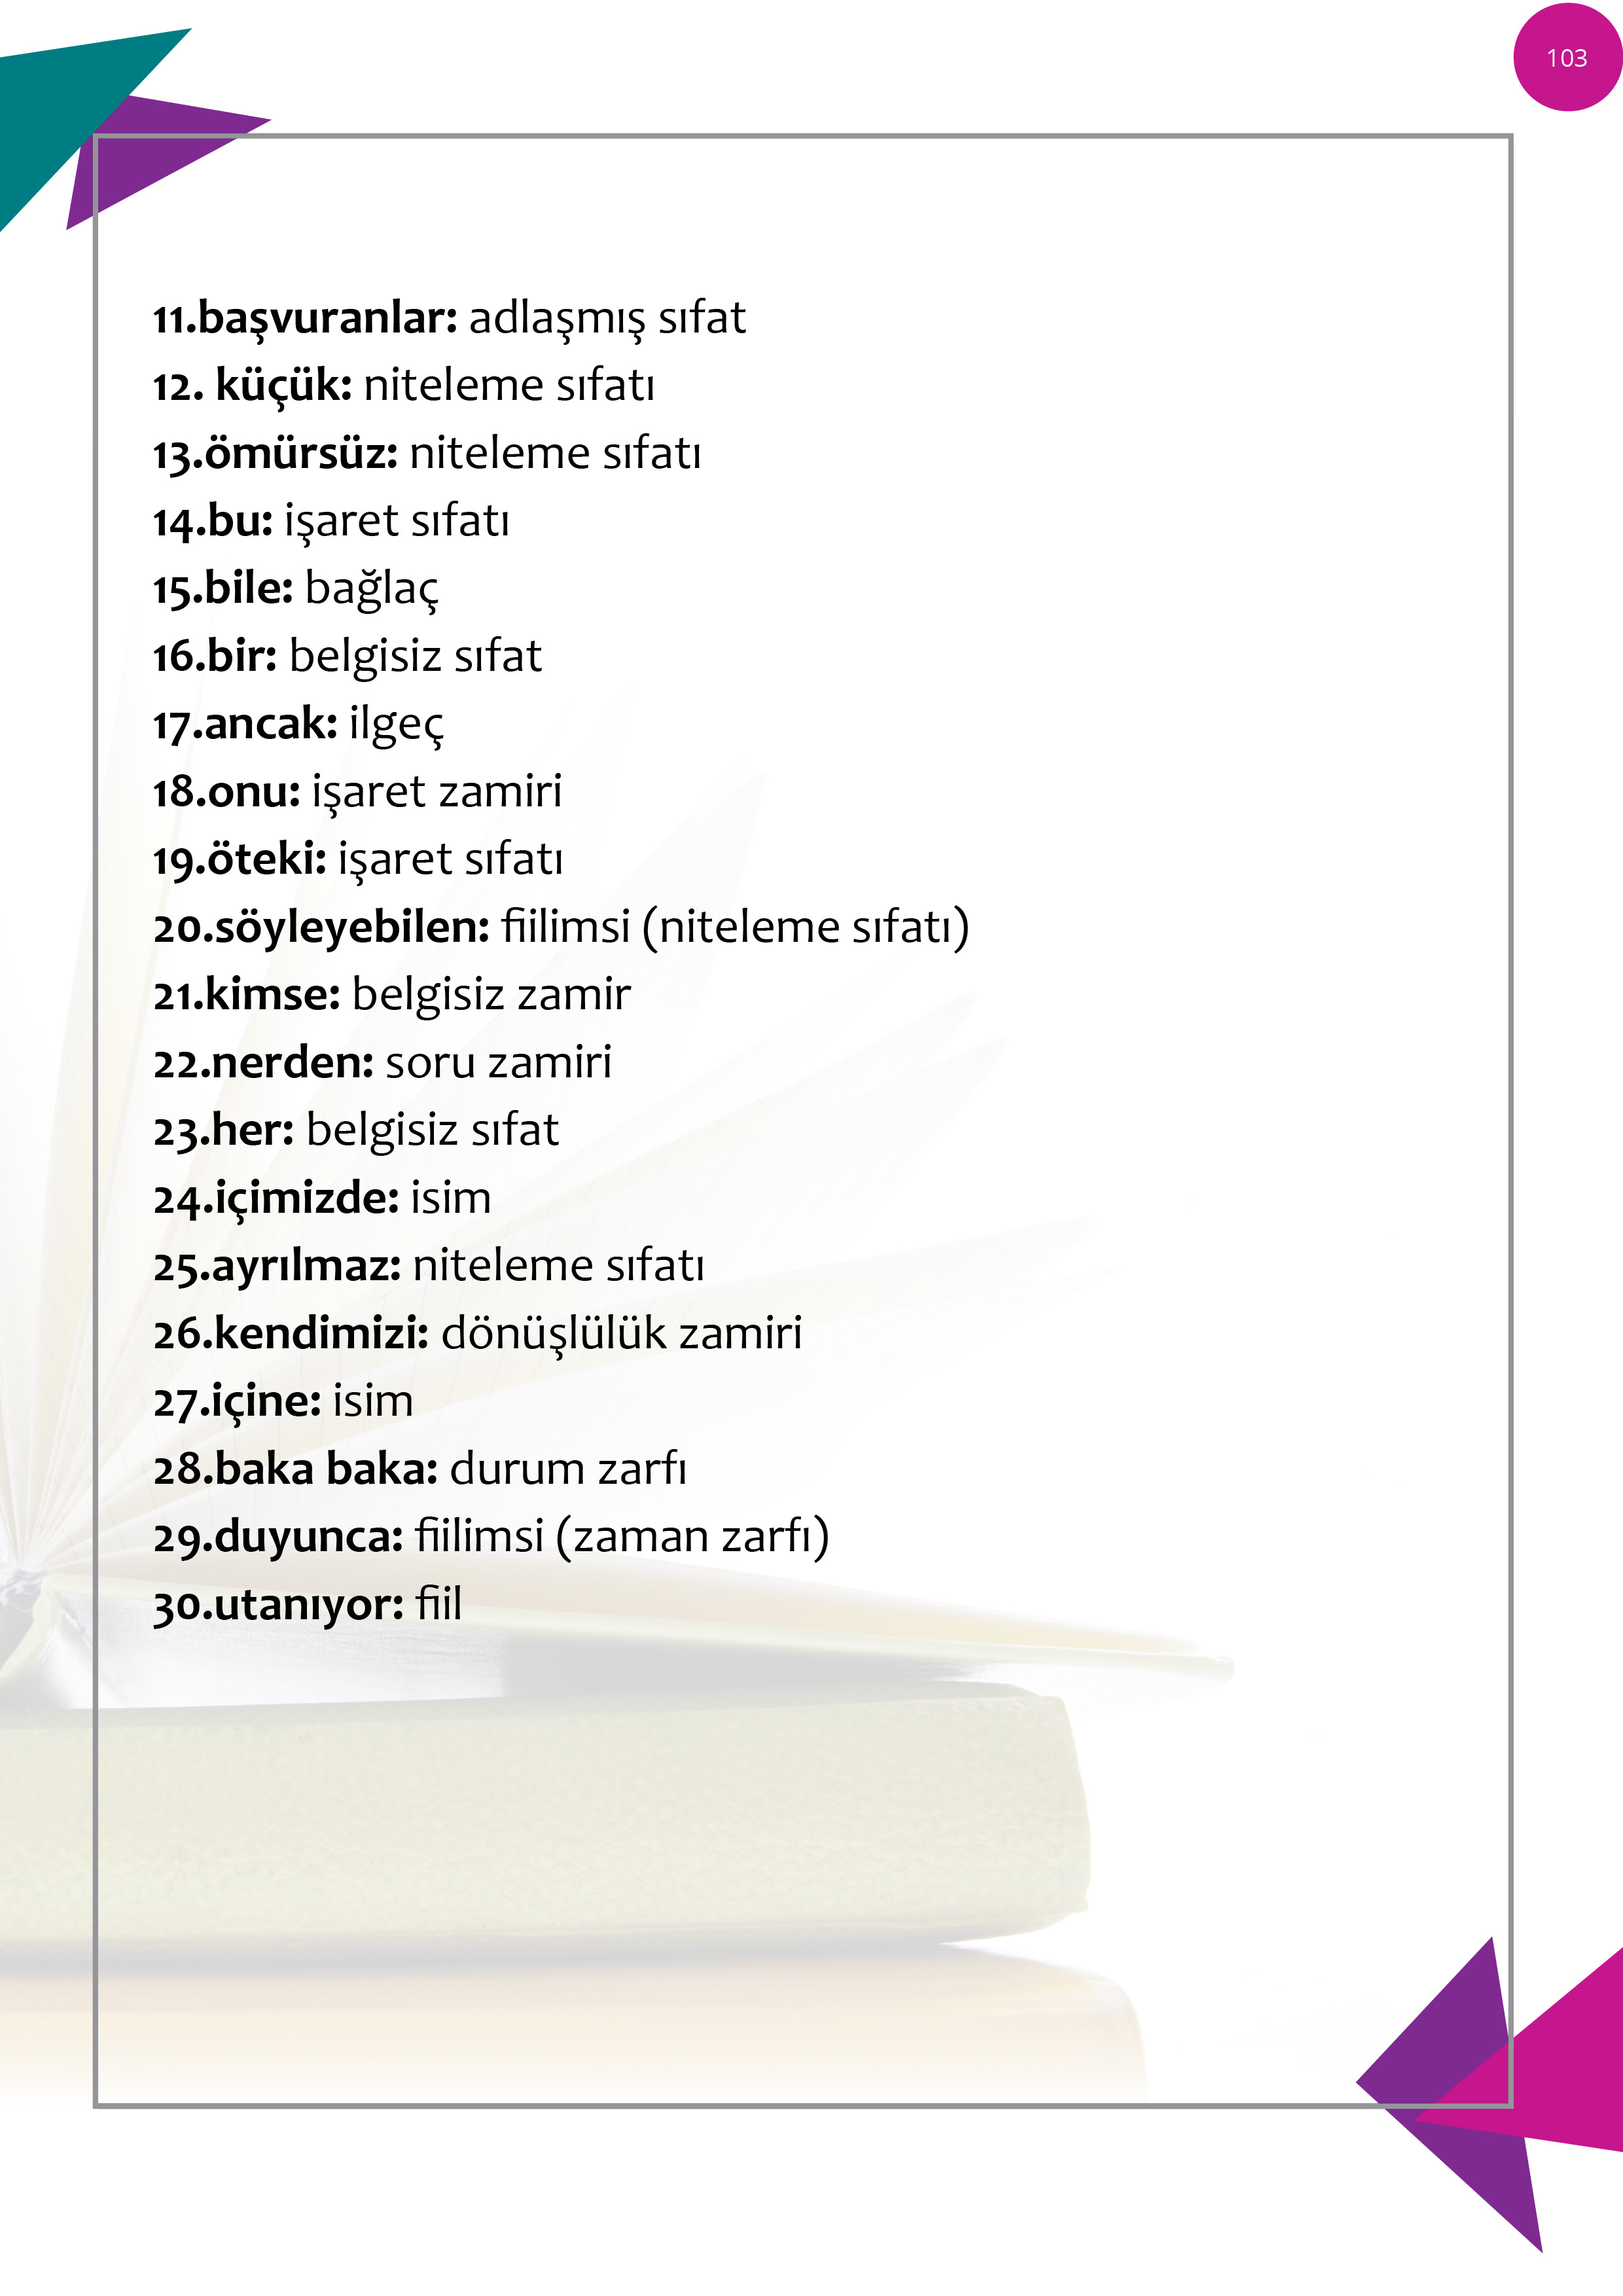 103
11.başvuranlar: adlaşmış sıfat
12. küçük: niteleme sıfatı
13.ömürsüz: niteleme sıfatı
14.bu: işaret sıfatı
15.bile: bağlaç
16.bir: belgisiz sıfat
17.ancak: ilgeç
18.onu: işaret zamiri
19.öteki: işaret sıfatı
20.söyleyebilen: fiilimsi (niteleme sıfatı)
21.kimse: belgisiz zamir
22.nerden: soru zamiri
23.her: belgisiz sıfat
24.içimizde: isim
25.ayrılmaz: niteleme sıfatı
26.kendimizi: dönüşlülük zamiri
27.içine: isim
28.baka baka: durum zarfı
29.duyunca: fiilimsi (zaman zarfı)
30.utanıyor: fiil